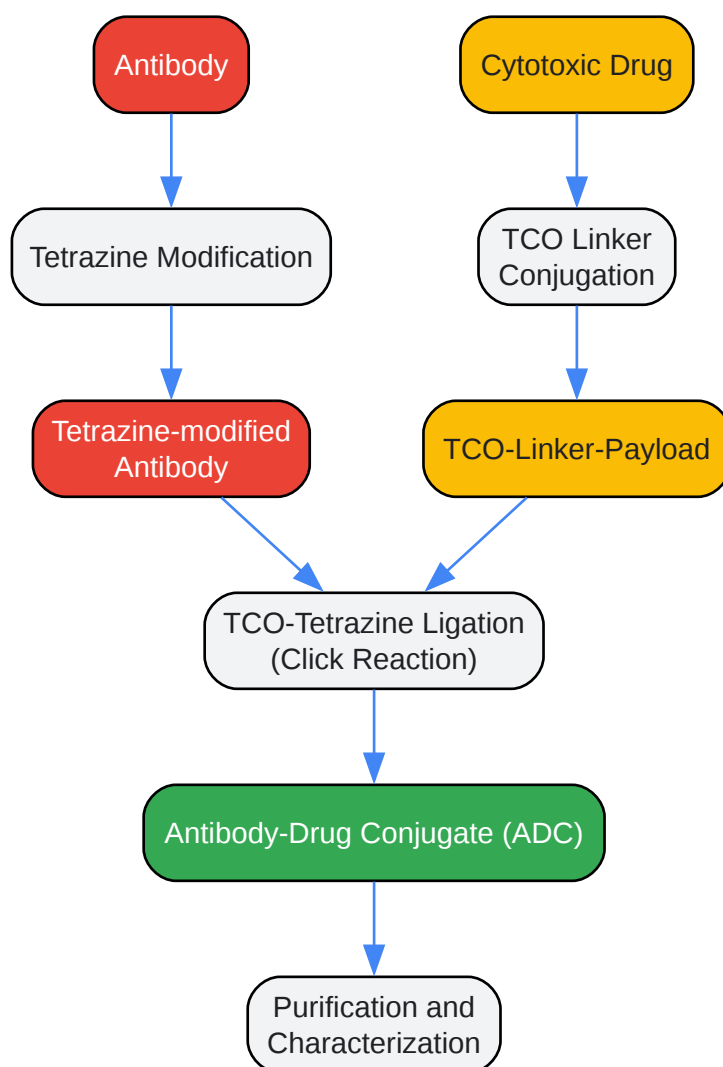 Antibody
Cytotoxic Drug
Tetrazine Modification
TCO Linker
Conjugation
Tetrazine-modified
Antibody
TCO-Linker-Payload
TCO-Tetrazine Ligation
(Click Reaction)
Antibody-Drug Conjugate (ADC)
Purification and
Characterization